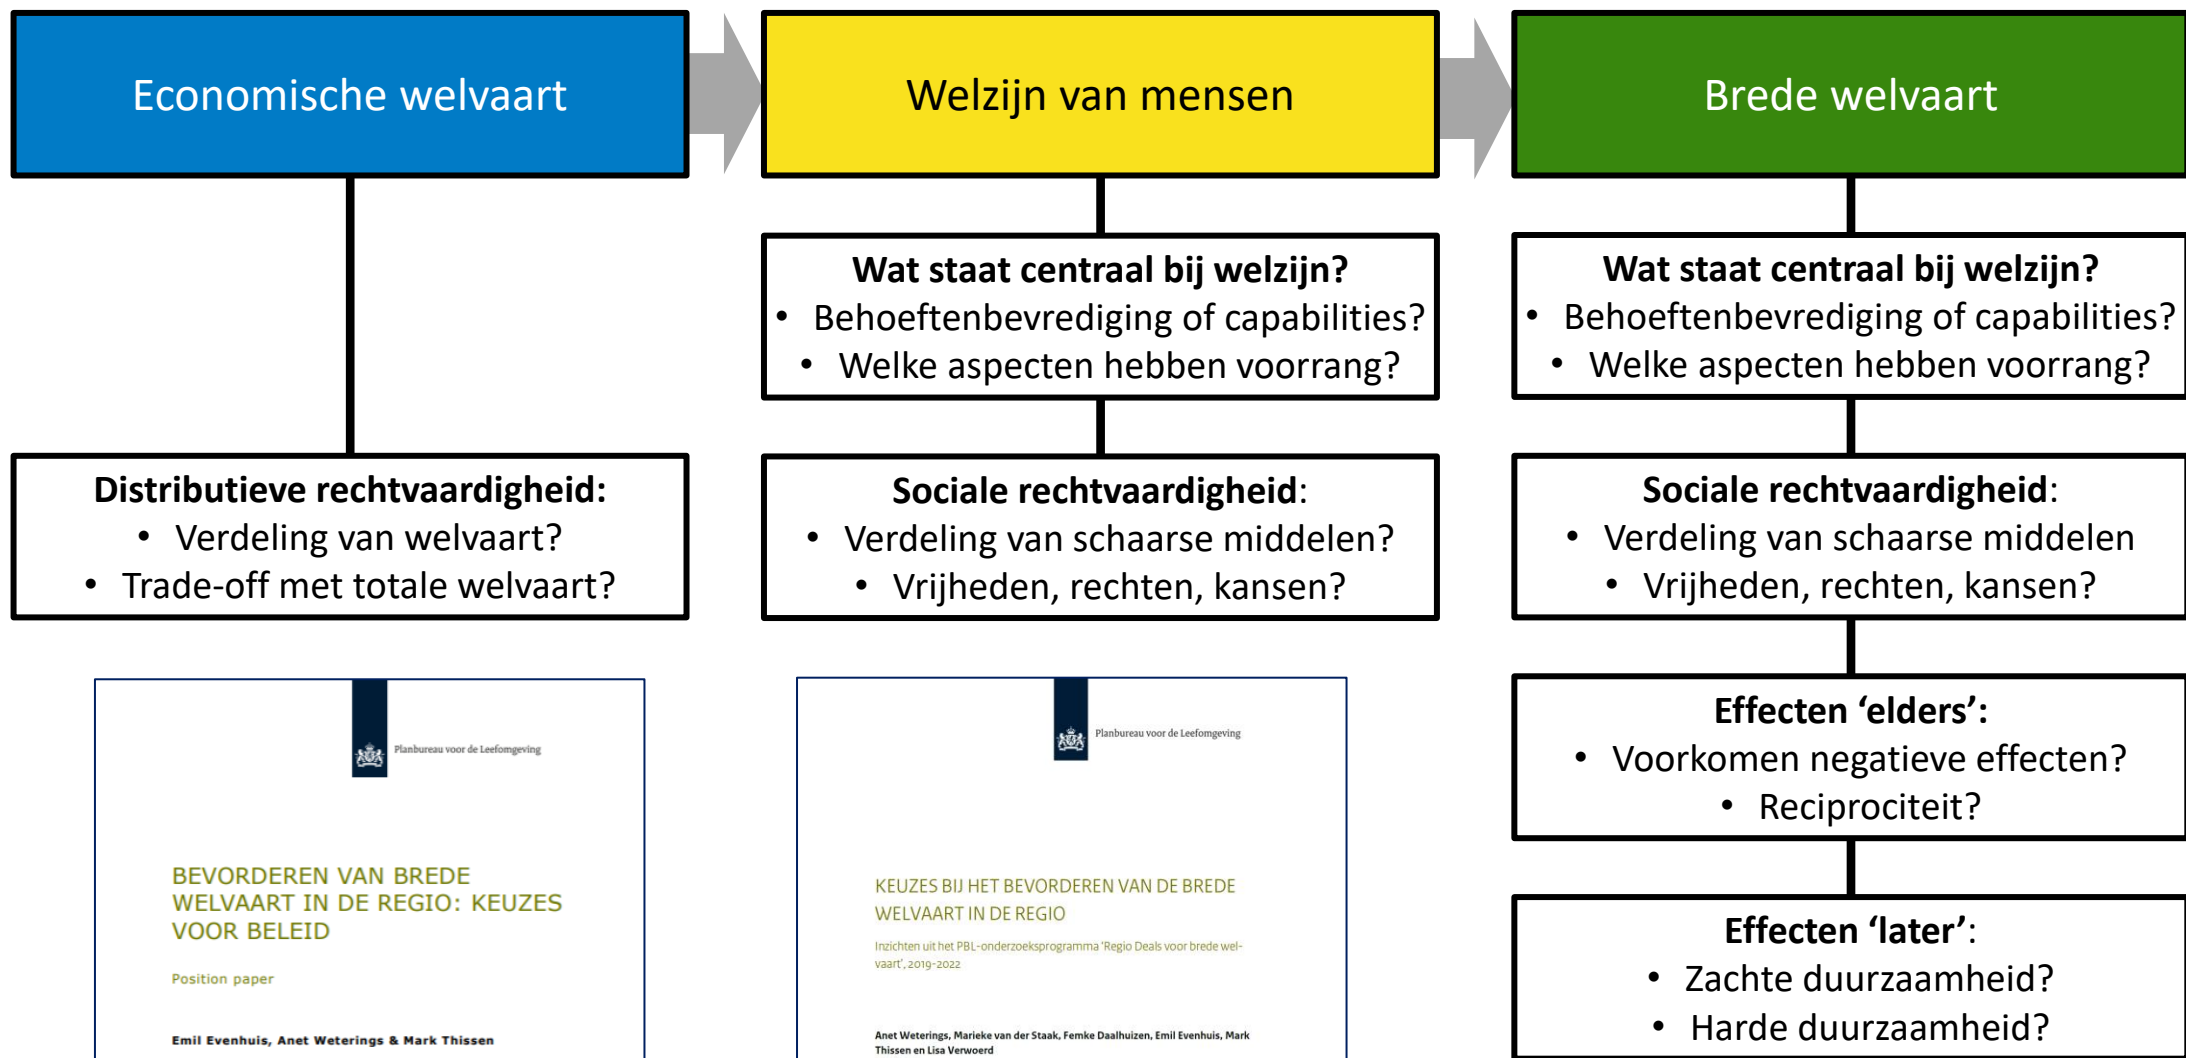 Economische welvaart
Distributieve rechtvaardigheid:
• Verdeling van welvaart?
• Trade-off met totale welvaart?
Welzijn van mensen
Wat staat centraal bij welzijn?
• Behoeftenbevrediging of capabilities?
• Welke aspecten hebben voorrang?
Sociale rechtvaardigheid:
• Verdeling van schaarse middelen?
• Vrijheden, rechten, kansen?
Brede welvaart
Wat staat centraal bij welzijn?
• Behoeftenbevrediging of capabilities?
• Welke aspecten hebben voorrang?
Sociale rechtvaardigheid:
• Verdeling van schaarse middelen
• Vrijheden, rechten, kansen?
Effecten ‘elders’:
• Voorkomen negatieve effecten?
• Reciprociteit?
Effecten ‘later’:
• Zachte duurzaamheid?
• Harde duurzaamheid?
Planbureau voor de Leefomgeving
BEVORDEREN VAN BREDE
WELVAART IN DE REGIO: KEUZES
VOOR BELEID
Position paper
Emil Evenhuis, Anet Weterings & Mark Thissen
Planbureau voor de Leefomgeving
KEUZES BIJ HET BEVORDEREN VAN DE BREDE
WELVAART IN DE REGIO
Inzichten uit het PBL-onderzoeksprogramma ‘Regio Deals voor brede wel-
vaart’, 2019-2022
Anet Weterings, Marieke van der Staak, Femke Daalhuizen, Emil Evenhuis, Mark
Thissen en Lisa Verwoerd